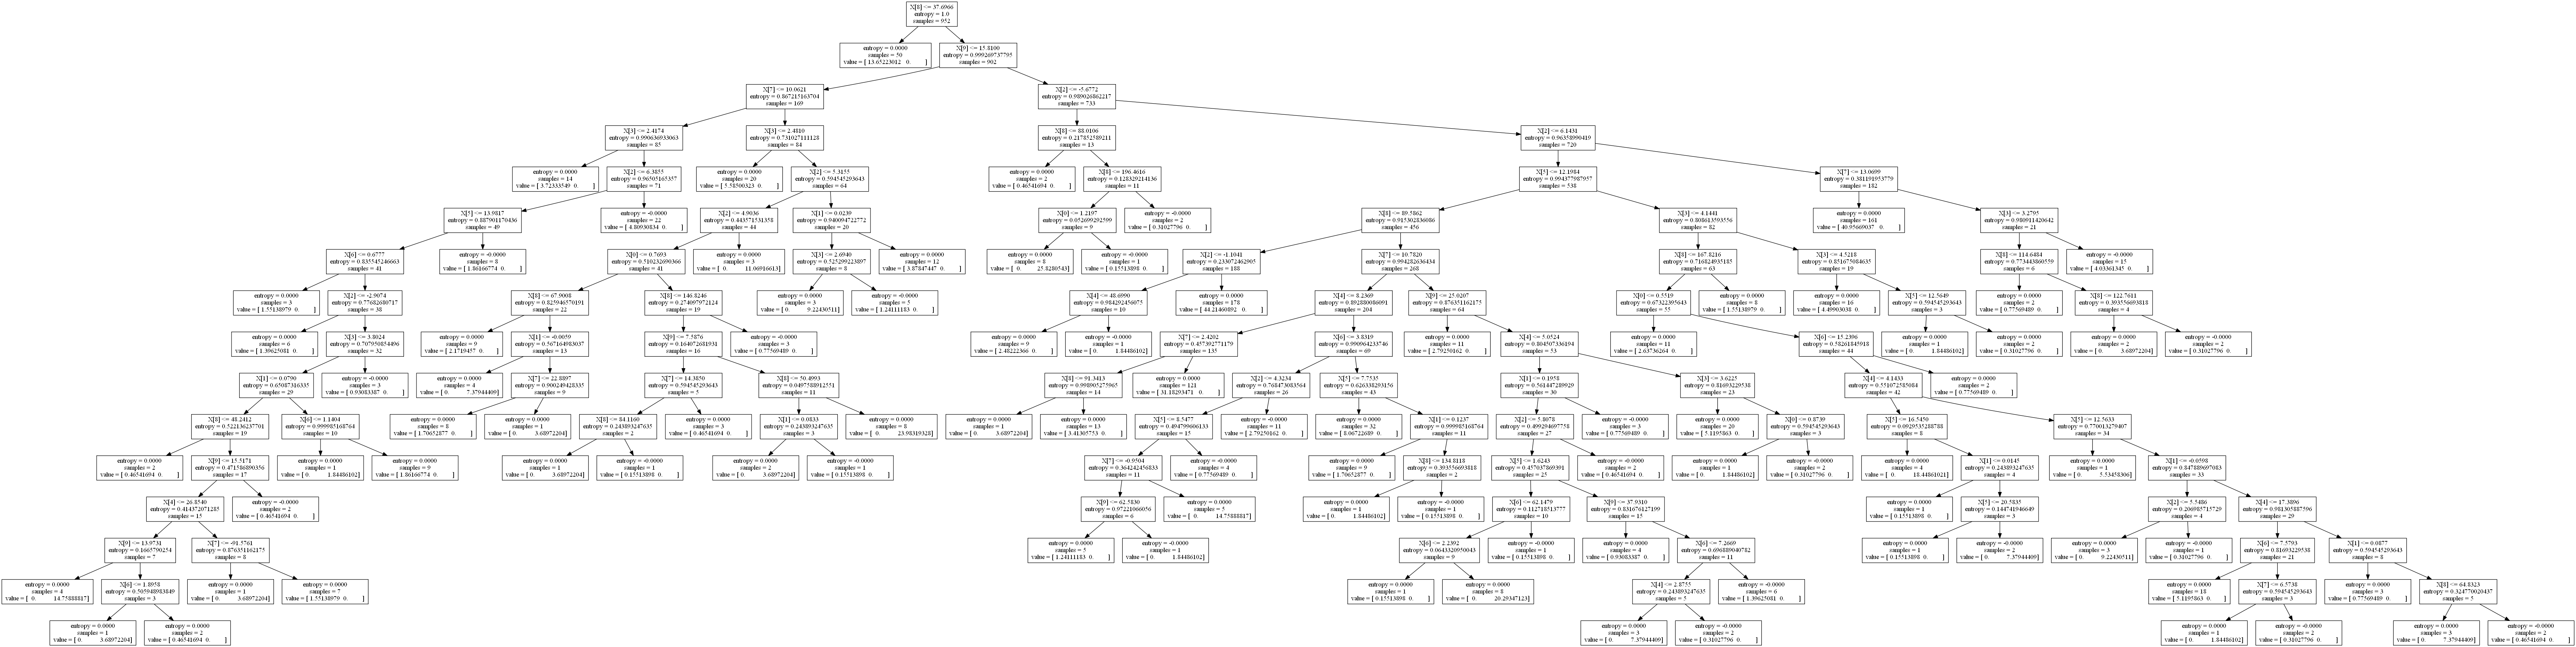 X[8] <= 37.6966
entropy = 1.0
samples = 952
entropy = 0.0000
samples = 50
value = [ 13.65223012 0. ]
X[9] <= 15.8100
entropy = 0.999269737795
samples = 902
X[7] <= 10.0621
entropy = 0.867215163704
samples = 169
X[2] <= -5.6772
entropy = 0.989026862217
samples = 733
X[3] <= 2.4174
entropy = 0.990636933063
samples = 85
X[3] <= 2.4810
entropy = 0.731027111128
samples = 84
X[8] <= 88.0106
entropy = 0.217852589211
samples = 13
X[2] <= 6.1431
entropy = 0.96358990419
samples = 720
entropy = 0.0000
samples = 14
value = [ 3.72333549 0. ]
X[2] <= 6.3855
entropy = 0.96505165357
samples = 71
entropy = 0.0000
samples = 20
value = [ 5.58500323 0. ]
X[2] <= 5.3155
entropy = 0.594545293643
samples = 64
entropy = 0.0000
samples = 2
value = [ 0.46541694 0. ]
X[8] <= 196.4616
entropy = 0.128329214136
samples = 11
X[5] <= 12.1984
entropy = 0.994377987957
samples = 538
X[7] <= 13.0699
entropy = 0.381191953779
samples = 182
X[5] <= 13.9817
entropy = 0.887901170436
samples = 49
entropy = -0.0000
samples = 22
value = [ 4.80930834 0. ]
X[2] <= 4.9036
entropy = 0.443571531358
samples = 44
X[1] <= 0.0239
entropy = 0.940094722772
samples = 20
X[0] <= 1.2197
entropy = 0.052699292599
samples = 9
entropy = -0.0000
samples = 2
value = [ 0.31027796 0. ]
X[8] <= 89.5862
entropy = 0.915302836086
samples = 456
X[3] <= 4.1441
entropy = 0.808613593556
samples = 82
entropy = 0.0000
samples = 161
value = [ 40.95669037 0. ]
X[3] <= 3.2795
entropy = 0.980911420642
samples = 21
X[6] <= 0.6777
entropy = 0.835545246663
samples = 41
entropy = -0.0000
samples = 8
value = [ 1.86166774 0. ]
X[0] <= 0.7693
entropy = 0.510232690366
samples = 41
entropy = 0.0000
samples = 3
value = [ 0. 11.06916613]
X[3] <= 2.6940
entropy = 0.525299223897
samples = 8
entropy = 0.0000
samples = 12
value = [ 3.87847447 0. ]
entropy = 0.0000
samples = 8
value = [ 0. 25.8280543]
entropy = -0.0000
samples = 1
value = [ 0.15513898 0. ]
X[2] <= -1.1041
entropy = 0.233072462905
samples = 188
X[7] <= 10.7820
entropy = 0.994282636434
samples = 268
X[8] <= 167.8216
entropy = 0.716824935185
samples = 63
X[3] <= 4.5218
entropy = 0.851675084635
samples = 19
X[8] <= 114.6484
entropy = 0.773443860559
samples = 6
entropy = -0.0000
samples = 15
value = [ 4.03361345 0. ]
entropy = 0.0000
samples = 3
value = [ 1.55138979 0. ]
X[2] <= -2.9074
entropy = 0.77682680717
samples = 38
X[8] <= 67.9008
entropy = 0.825946570191
samples = 22
X[8] <= 146.8246
entropy = 0.274097972124
samples = 19
entropy = 0.0000
samples = 3
value = [ 0. 9.22430511]
entropy = -0.0000
samples = 5
value = [ 1.24111183 0. ]
X[4] <= 48.6990
entropy = 0.984292456075
samples = 10
entropy = 0.0000
samples = 178
value = [ 44.21460892 0. ]
X[4] <= 8.2369
entropy = 0.892880086091
samples = 204
X[9] <= 25.0207
entropy = 0.876351162175
samples = 64
X[0] <= 0.5519
entropy = 0.67322395643
samples = 55
entropy = 0.0000
samples = 8
value = [ 1.55113898 0. ]
entropy = 0.0000
samples = 16
value = [ 4.49903038 0. ]
X[5] <= 12.5649
entropy = 0.594545293643
samples = 3
entropy = 0.0000
samples = 2
value = [ 0.77569489 0. ]
X[8] <= 122.7611
entropy = 0.393556693818
samples = 4
entropy = 0.0000
samples = 6
value = [ 1.39625081 0. ]
X[3] <= 3.8024
entropy = 0.707950854496
samples = 32
entropy = 0.0000
samples = 9
value = [ 2.1719457 0. ]
X[1] <= -0.0059
entropy = 0.567164983037
samples = 13
X[9] <= 7.5876
entropy = 0.164072681931
samples = 16
entropy = -0.0000
samples = 3
value = [ 0.77569489 0. ]
entropy = 0.0000
samples = 9
value = [ 2.48222366 0. ]
entropy = -0.0000
samples = 1
value = [ 0. 1.84486102]
X[7] <= 2.4202
entropy = 0.457392771179
samples = 135
X[6] <= 3.8319
entropy = 0.990964233746
samples = 69
entropy = 0.0000
samples = 11
value = [ 2.79250162 0. ]
X[4] <= 5.0524
entropy = 0.804507336194
samples = 53
entropy = 0.0000
samples = 11
value = [ 2.63736264 0. ]
X[6] <= 15.2396
entropy = 0.58261845918
samples = 44
entropy = 0.0000
samples = 1
value = [ 0. 1.84486102]
entropy = 0.0000
samples = 2
value = [ 0.31027796 0. ]
entropy = 0.0000
samples = 2
value = [ 0. 3.68972204]
entropy = -0.0000
samples = 2
value = [ 0.31027796 0. ]
X[1] <= 0.0790
entropy = 0.65087316335
samples = 29
entropy = -0.0000
samples = 3
value = [ 0.93083387 0. ]
entropy = 0.0000
samples = 4
value = [ 0. 7.37944409]
X[7] <= 22.8897
entropy = 0.900249428335
samples = 9
X[7] <= 14.3850
entropy = 0.594545293643
samples = 5
X[8] <= 50.4993
entropy = 0.0497588912551
samples = 11
X[8] <= 91.3413
entropy = 0.998905275965
samples = 14
entropy = 0.0000
samples = 121
value = [ 31.18293471 0. ]
X[2] <= 4.3234
entropy = 0.768473083564
samples = 26
X[5] <= 7.7535
entropy = 0.626338293156
samples = 43
X[1] <= 0.1958
entropy = 0.561447289929
samples = 30
X[3] <= 3.6225
entropy = 0.81693229538
samples = 23
X[4] <= 4.1433
entropy = 0.551072585084
samples = 42
entropy = 0.0000
samples = 2
value = [ 0.77569489 0. ]
X[8] <= 48.2412
entropy = 0.522136237701
samples = 19
X[6] <= 1.1404
entropy = 0.999985168764
samples = 10
entropy = 0.0000
samples = 8
value = [ 1.70652877 0. ]
entropy = 0.0000
samples = 1
value = [ 0. 3.68972204]
X[8] <= 84.1160
entropy = 0.243893247635
samples = 2
entropy = 0.0000
samples = 3
value = [ 0.46541694 0. ]
X[1] <= 0.0833
entropy = 0.243893247635
samples = 3
entropy = 0.0000
samples = 8
value = [ 0. 23.98319328]
entropy = 0.0000
samples = 1
value = [ 0. 3.68972204]
entropy = 0.0000
samples = 13
value = [ 3.41305753 0. ]
X[5] <= 8.5477
entropy = 0.494799606133
samples = 15
entropy = -0.0000
samples = 11
value = [ 2.79250162 0. ]
entropy = 0.0000
samples = 32
value = [ 8.06722689 0. ]
X[1] <= 0.1237
entropy = 0.999985168764
samples = 11
X[2] <= 5.8078
entropy = 0.499294697758
samples = 27
entropy = -0.0000
samples = 3
value = [ 0.77569489 0. ]
entropy = 0.0000
samples = 20
value = [ 5.1195863 0. ]
X[0] <= 0.8739
entropy = 0.594545293643
samples = 3
X[5] <= 16.5450
entropy = 0.0929535288788
samples = 8
X[5] <= 12.5633
entropy = 0.770013279407
samples = 34
entropy = 0.0000
samples = 2
value = [ 0.46541694 0. ]
X[9] <= 15.5171
entropy = 0.471586890356
samples = 17
entropy = 0.0000
samples = 1
value = [ 0. 1.84486102]
entropy = 0.0000
samples = 9
value = [ 1.86166774 0. ]
entropy = 0.0000
samples = 1
value = [ 0. 3.68972204]
entropy = -0.0000
samples = 1
value = [ 0.15513898 0. ]
entropy = 0.0000
samples = 2
value = [ 0. 3.68972204]
entropy = -0.0000
samples = 1
value = [ 0.15513898 0. ]
X[7] <= -0.9504
entropy = 0.364242456833
samples = 11
entropy = -0.0000
samples = 4
value = [ 0.77569489 0. ]
entropy = 0.0000
samples = 9
value = [ 1.70652877 0. ]
X[8] <= 134.8118
entropy = 0.393556693818
samples = 2
X[5] <= 1.6243
entropy = 0.457037869391
samples = 25
entropy = -0.0000
samples = 2
value = [ 0.46541694 0. ]
entropy = 0.0000
samples = 1
value = [ 0. 1.84486102]
entropy = -0.0000
samples = 2
value = [ 0.31027796 0. ]
entropy = 0.0000
samples = 4
value = [ 0. 18.44861021]
X[1] <= 0.0145
entropy = 0.243893247635
samples = 4
entropy = 0.0000
samples = 1
value = [ 0. 5.53458306]
X[1] <= -0.0598
entropy = 0.847889697083
samples = 33
X[4] <= 26.8540
entropy = 0.414372071285
samples = 15
entropy = -0.0000
samples = 2
value = [ 0.46541694 0. ]
X[9] <= 62.5830
entropy = 0.97221066056
samples = 6
entropy = 0.0000
samples = 5
value = [ 0. 14.75888817]
entropy = 0.0000
samples = 1
value = [ 0. 1.84486102]
entropy = -0.0000
samples = 1
value = [ 0.15513898 0. ]
X[6] <= 62.1479
entropy = 0.112718513777
samples = 10
X[9] <= 37.9310
entropy = 0.831676127199
samples = 15
entropy = 0.0000
samples = 1
value = [ 0.15513898 0. ]
X[5] <= 20.5835
entropy = 0.144741946649
samples = 3
X[2] <= 5.5486
entropy = 0.206985715729
samples = 4
X[4] <= 17.3896
entropy = 0.981305887596
samples = 29
X[9] <= 13.9731
entropy = 0.1665790254
samples = 7
X[7] <= -91.5761
entropy = 0.876351162175
samples = 8
entropy = 0.0000
samples = 5
value = [ 1.24111183 0. ]
entropy = -0.0000
samples = 1
value = [ 0. 1.84486102]
X[6] <= 2.2392
entropy = 0.0643320950043
samples = 9
entropy = -0.0000
samples = 1
value = [ 0.15513898 0. ]
entropy = 0.0000
samples = 4
value = [ 0.93083387 0. ]
X[6] <= 7.2669
entropy = 0.696889040782
samples = 11
entropy = 0.0000
samples = 1
value = [ 0.15513898 0. ]
entropy = -0.0000
samples = 2
value = [ 0. 7.37944409]
entropy = 0.0000
samples = 3
value = [ 0. 9.22430511]
entropy = -0.0000
samples = 1
value = [ 0.31027796 0. ]
X[6] <= 7.5793
entropy = 0.81693229538
samples = 21
X[1] <= 0.0877
entropy = 0.594545293643
samples = 8
entropy = 0.0000
samples = 4
value = [ 0. 14.75888817]
X[6] <= 1.8958
entropy = 0.505948983849
samples = 3
entropy = 0.0000
samples = 1
value = [ 0. 3.68972204]
entropy = 0.0000
samples = 7
value = [ 1.55138979 0. ]
entropy = 0.0000
samples = 1
value = [ 0.15513898 0. ]
entropy = 0.0000
samples = 8
value = [ 0. 20.29347123]
X[4] <= 2.8755
entropy = 0.243893247635
samples = 5
entropy = -0.0000
samples = 6
value = [ 1.39625081 0. ]
entropy = 0.0000
samples = 18
value = [ 5.1195863 0. ]
X[7] <= 6.5738
entropy = 0.594545293643
samples = 3
entropy = 0.0000
samples = 3
value = [ 0.77569489 0. ]
X[8] <= 64.8323
entropy = 0.324770020437
samples = 5
entropy = 0.0000
samples = 1
value = [ 0. 3.68972204]
entropy = 0.0000
samples = 2
value = [ 0.46541694 0. ]
entropy = 0.0000
samples = 3
value = [ 0. 7.37944409]
entropy = -0.0000
samples = 2
value = [ 0.31027796 0. ]
entropy = 0.0000
samples = 1
value = [ 0. 1.84486102]
entropy = -0.0000
samples = 2
value = [ 0.31027796 0. ]
entropy = 0.0000
samples = 3
value = [ 0. 7.37944409]
entropy = -0.0000
samples = 2
value = [ 0.46541694 0. ]